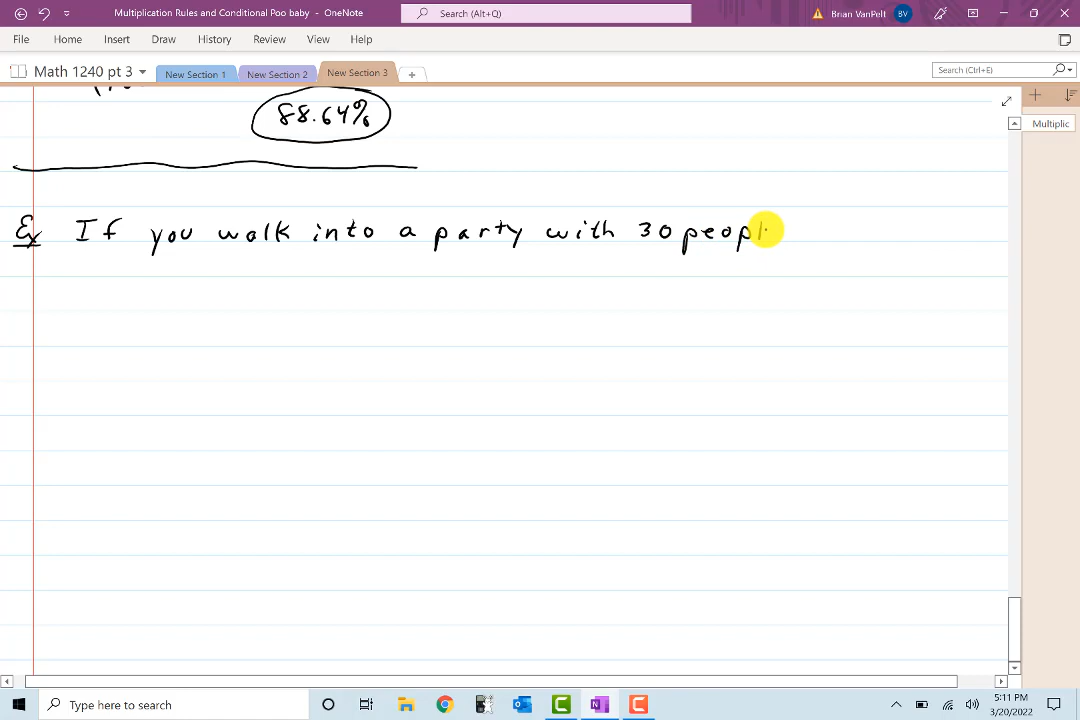 Multiplication Rules and Conditional Poo baby - OneNote
Search (Alt+Q)
Brian VanPelt
BV
File Home Insert Draw History Review View Help
Math 1240 pt 3
New Section 1
New Section 2
New Section 3
Search (Ctrl+E)
Multiplic
88.64%
Ex If you walk into a party with 30 peopl
Type here to search
5:11 PM
3/20/2022